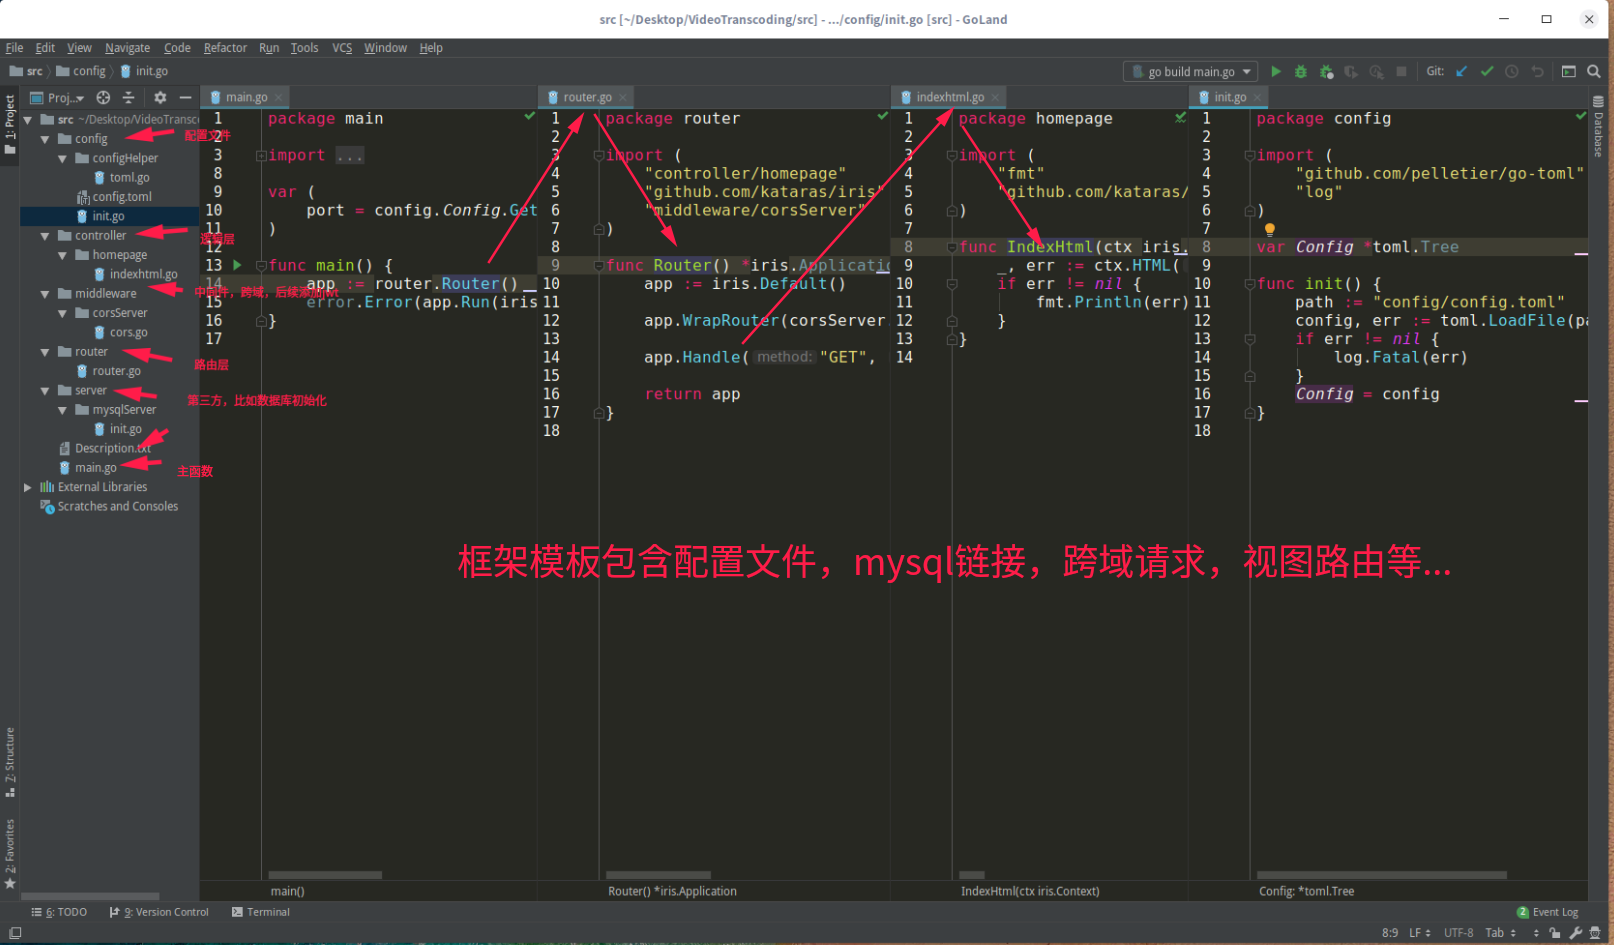 src [~/Desktop/VideoTranscoding/src] - .../config/init.go [src] - GoLand
File Edit View Navigate Code Refactor Run Tools VCS Window Help
src config init.go
go build main.go
Git:
Proj...
main.go
router.go
indexhtml.go
init.go
1: Project
7: Structure
2: Favorites
Database
src ~/Desktop/VideoTransc
config
配置文件
configHelper
toml.go
config.toml
init.go
controller
逻辑层
homepage
indexhtml.go
middleware
中间件，跨域，后续添加jwt
corsServer
cors.go
router
路由层
router.go
server
第三方，比如数据库初始化
mysqlServer
init.go
Description.txt
main.go
主函数
External Libraries
Scratches and Consoles
1 package main
2
3 import ...
8
9 var (
10 port = config.Config.Get
11 )
12
13 func main() {
14 app := router.Router()
15 error.Error(app.Run(iris
16 }
17
1 package router
2
3 import (
4 "controller/homepage"
5 "github.com/kataras/iris"
6 "middleware/corsServer"
7 )
8
9 func Router() *iris.Applicatio
10 app := iris.Default()
11
12 app.WrapRouter(corsServer.
13
14 app.Handle( method: "GET",
15
16 return app
17 }
18
1 package homepage
2
3 import (
4 "fmt"
5 "github.com/kataras/
6 )
7
8 func IndexHtml(ctx iris.
9 _, err := ctx.HTML(
10 if err != nil {
11 fmt.Println(err)
12 }
13 }
14
1 package config
2
3 import (
4 "github.com/pelletier/go-toml"
5 "log"
6 )
7
8 var Config *toml.Tree
9
10 func init() {
11 path := "config/config.toml"
12 config, err := toml.LoadFile(pa
13 if err != nil {
14 log.Fatal(err)
15 }
16 Config = config
17 }
18
框架模板包含配置文件，mysql链接，跨域请求，视图路由等...
main()
Router() *iris.Application
IndexHtml(ctx iris.Context)
Config: *toml.Tree
6: TODO 9: Version Control Terminal
2 Event Log
8:9 LF UTF-8 Tab